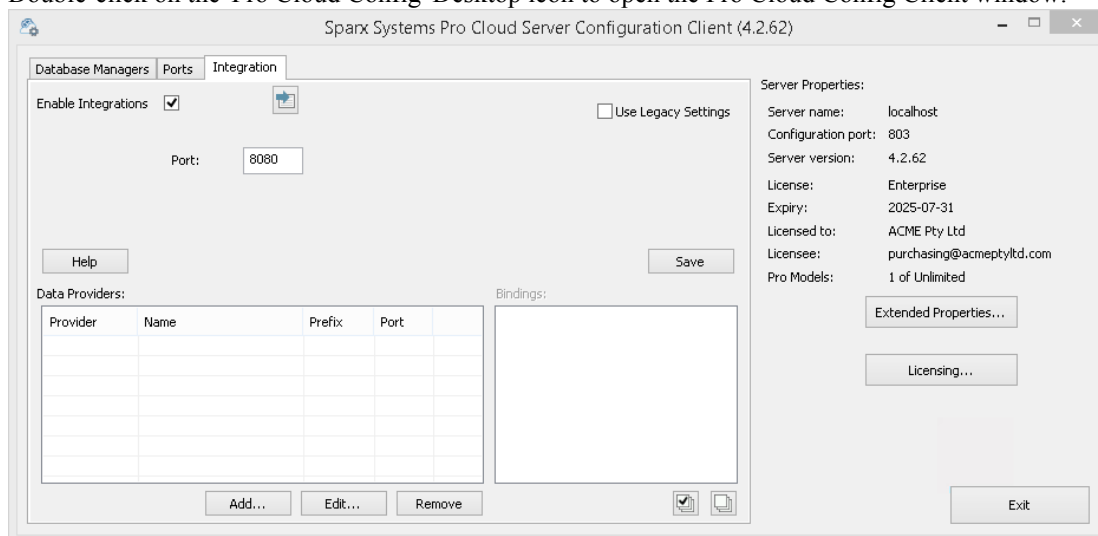 Double-click on the 'Pro Cloud Config' Desktop icon to open the Pro Cloud Config Client window.
Sparx Systems Pro Cloud Server Configuration Client (4.2.62)
Database Managers Ports Integration
Enable Integrations
Use Legacy Settings
Port: 8080
Help
Save
Data Providers:
Bindings:
Provider Name Prefix Port
Add... Edit... Remove
Server Properties:
Server name: localhost
Configuration port: 803
Server version: 4.2.62
License: Enterprise
Expiry: 2025-07-31
Licensed to: ACME Pty Ltd
Licensee: purchasing@acmeptyltd.com
Pro Models: 1 of Unlimited
Extended Properties...
Licensing...
Exit